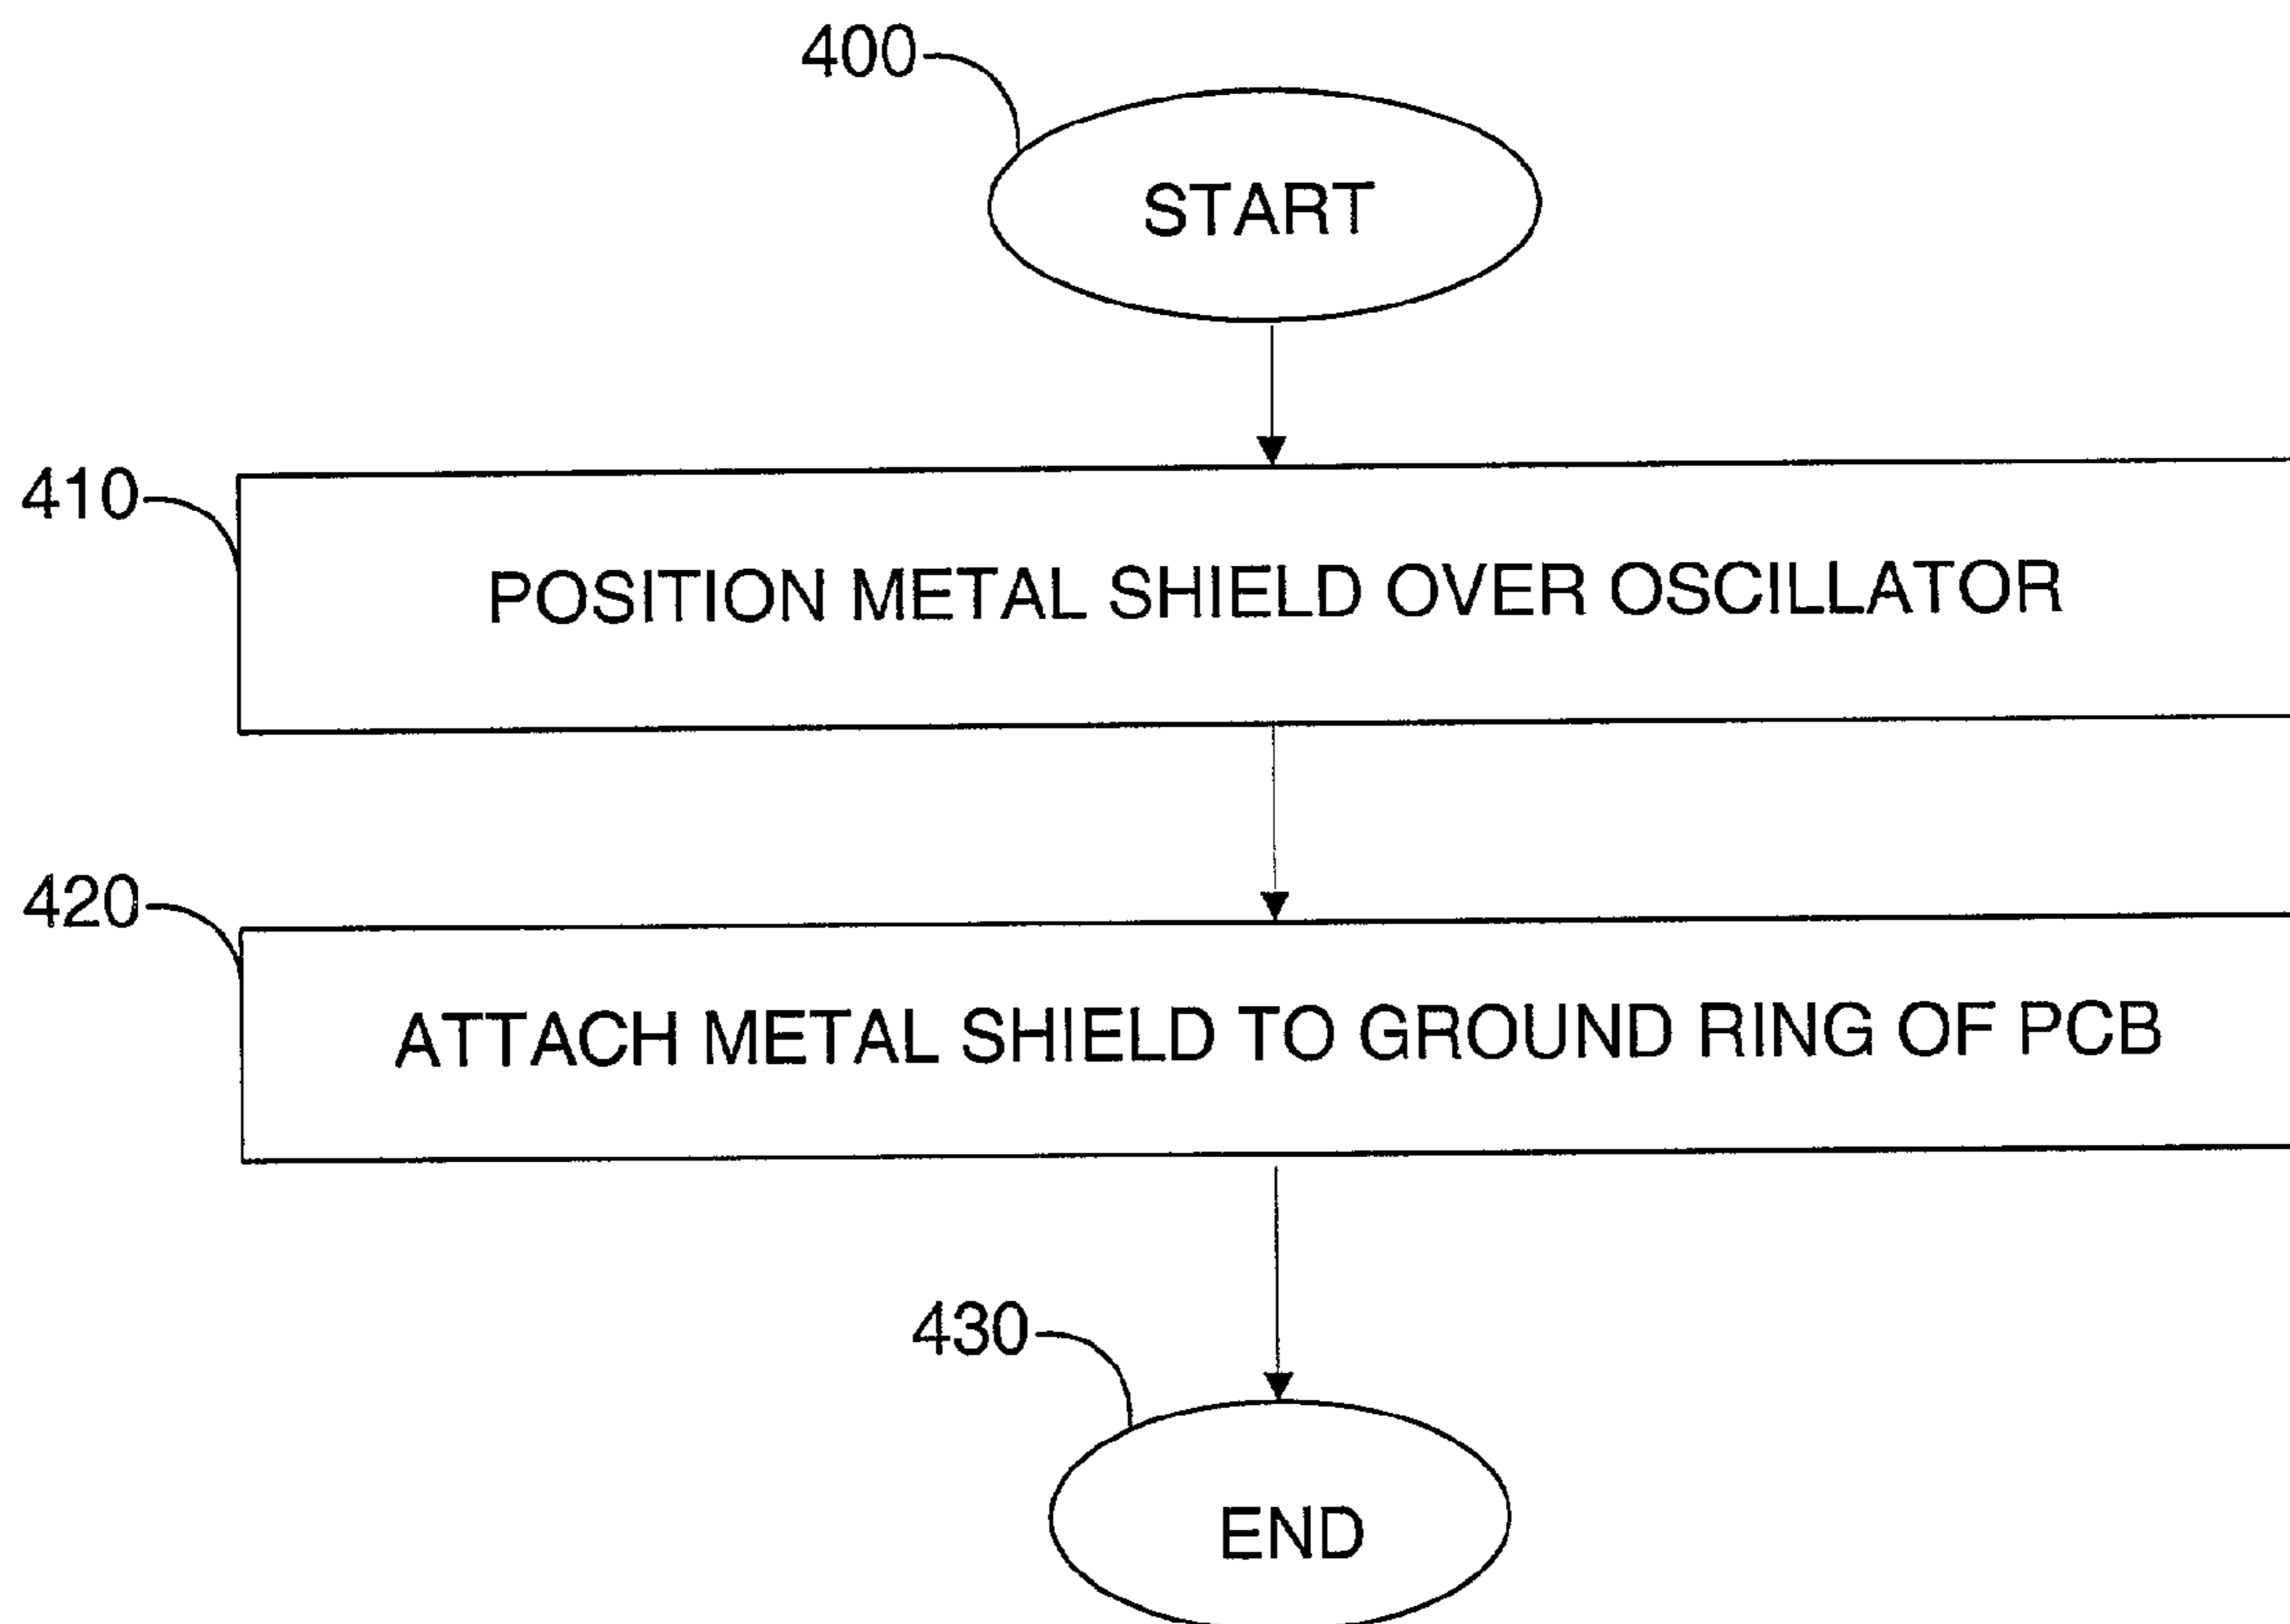 400
START
410
POSITION METAL SHIELD OVER OSCILLATOR
420
ATTACH METAL SHIELD TO GROUND RING OF PCB
430
END